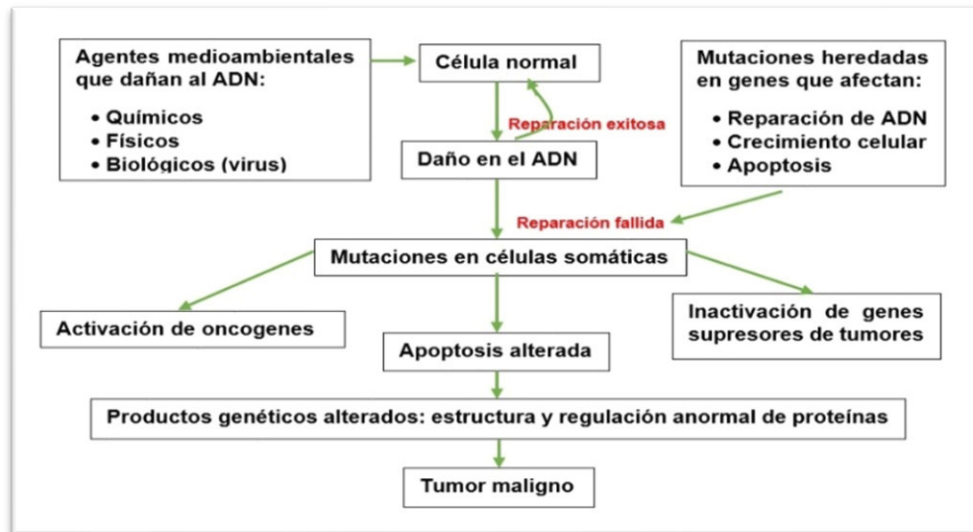 Agentes medioambientales
que dañan al ADN:
• Químicos
• Físicos
• Biológicos (virus)
Célula normal
Mutaciones heredadas
en genes que afectan:
• Reparación de ADN
• Crecimiento celular
• Apoptosis
Reparación exitosa
Daño en el ADN
Reparación fallida
Mutaciones en células somáticas
Activación de oncogenes
Apoptosis alterada
Inactivación de genes
supresores de tumores
Productos genéticos alterados: estructura y regulación anormal de proteínas
Tumor maligno